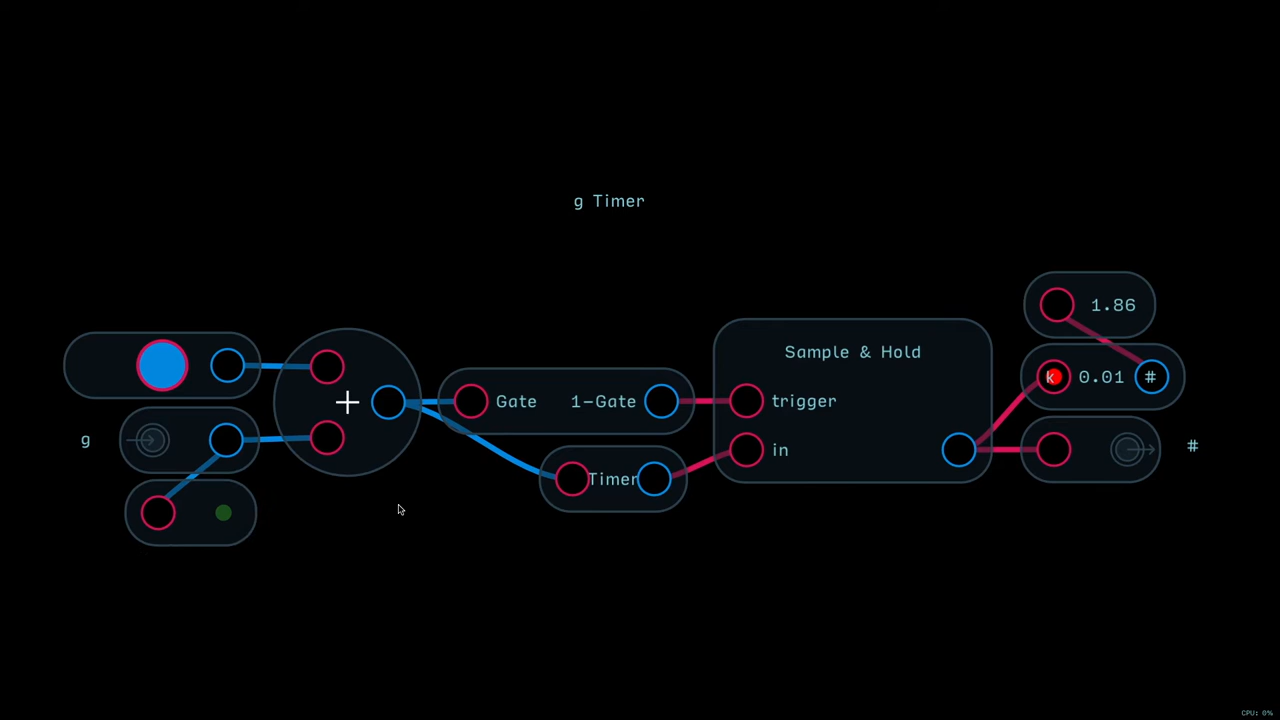 g Timer
1.86
Sample & Hold
k 0.01 #
Gate 1-Gate
trigger
g
in
#
Timer
CPU: 0%